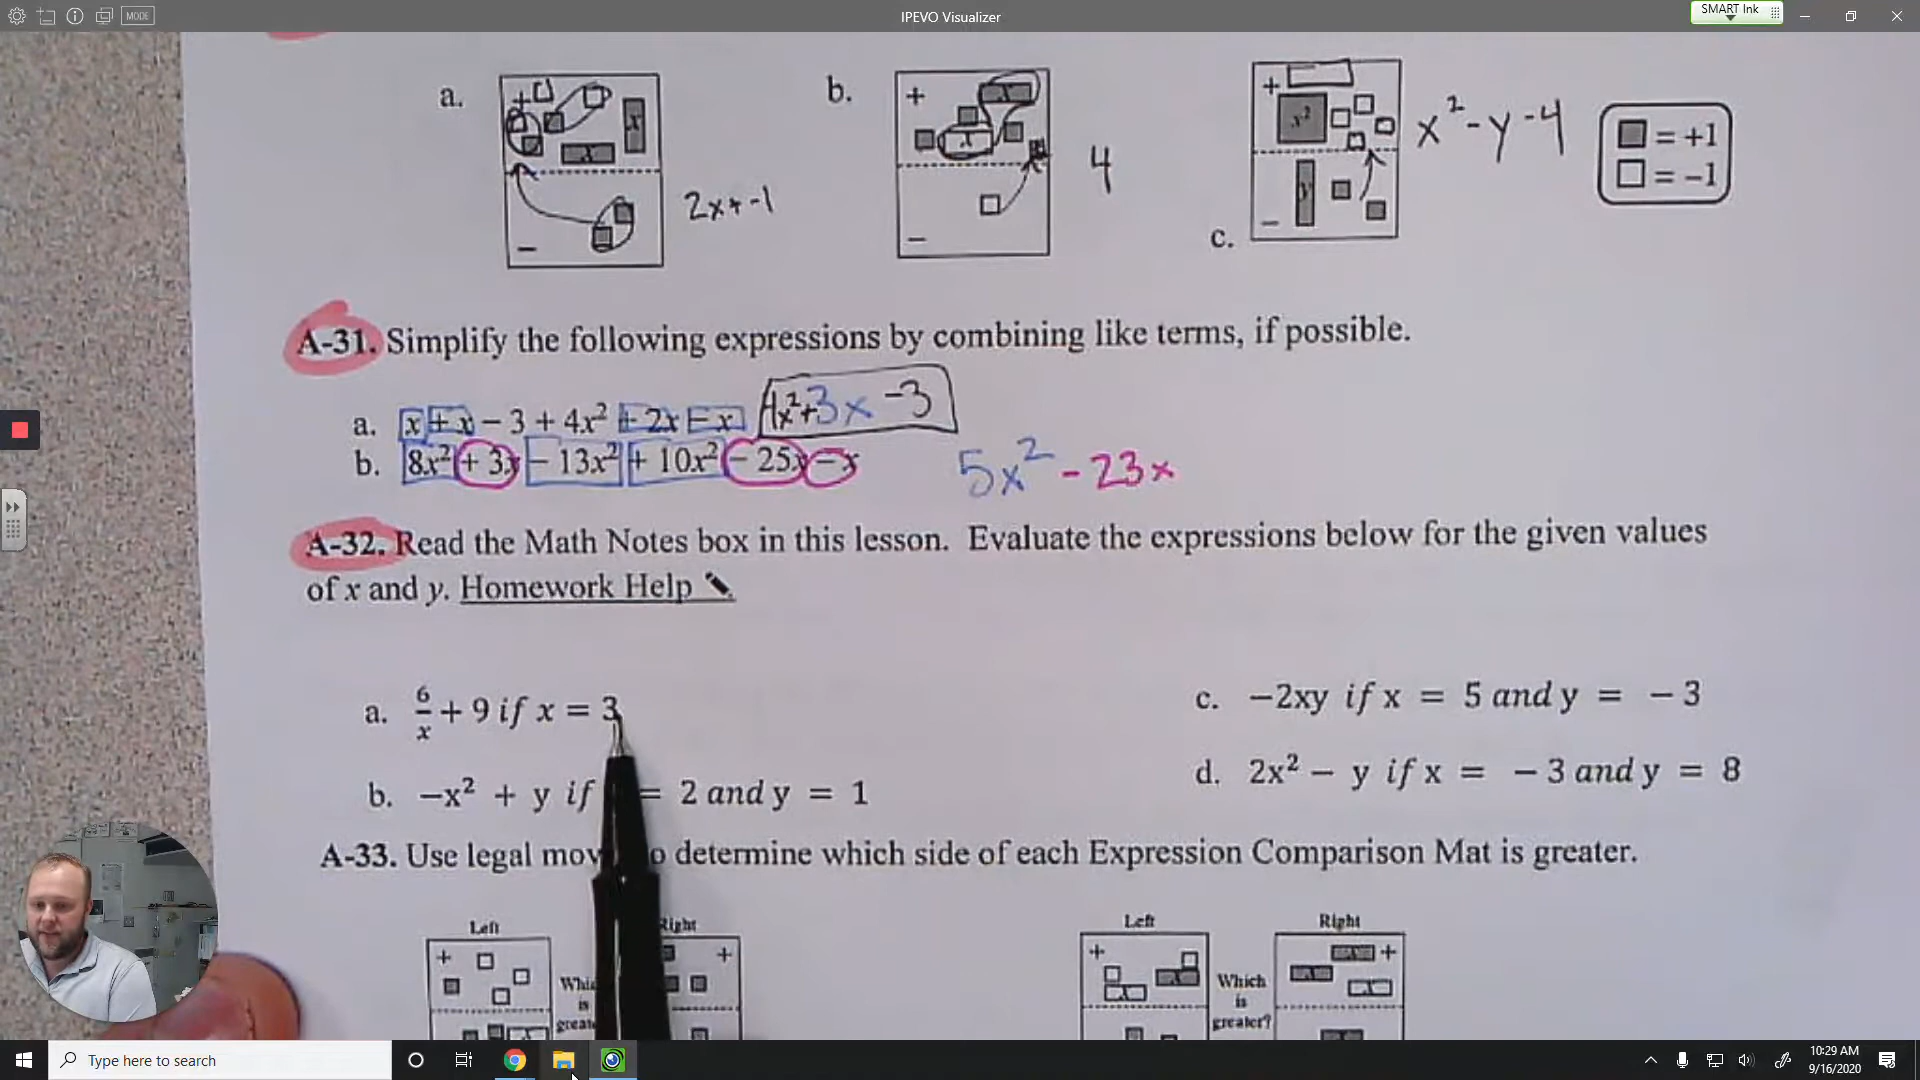 MODE
IPEVO Visualizer
SMART Ink
a.
+
x
x
−
2x+-1
b.
+
x
−
4
c.
+
x²
y
−
x²-y-4
= +1
= −1
A-31. Simplify the following expressions by combining like terms, if possible.
a. x + x − 3 + 4x² + 2x − x 4x²+3x -3
b. 8x² + 3x − 13x² + 10x² − 25x − x 5x² -23x
A-32. Read the Math Notes box in this lesson. Evaluate the expressions below for the given values
of x and y. Homework Help
a. 6/x + 9 if x = 3
b. −x² + y if = 2 and y = 1
c. −2xy if x = 5 and y = − 3
d. 2x² − y if x = − 3 and y = 8
A-33. Use legal mov o determine which side of each Expression Comparison Mat is greater.
Left Right
+ +
is
Left Right
+ +
Which
is
greater?
Type here to search
10:29 AM
9/16/2020